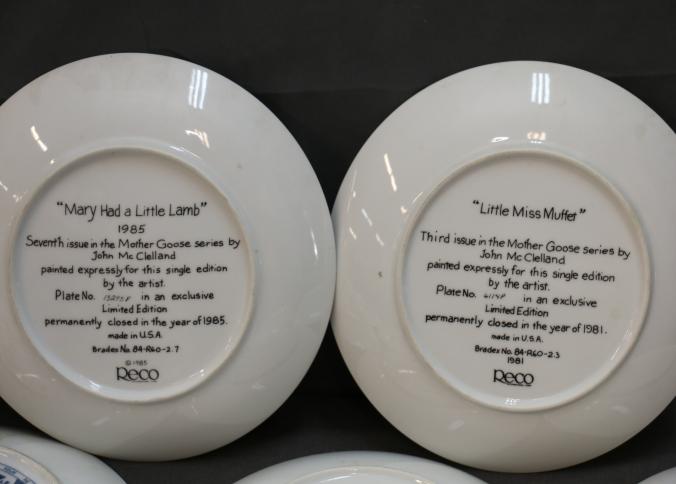 "Mary Had a Little Lamb"
1985
Seventh issue in the Mother Goose series by
John McClelland
painted expressly for this single edition
by the artist.
Plate No. in an exclusive
Limited Edition
permanently closed in the year of 1985.
made in U.S.A.
Bradex No. 84-R60-2.7
© 1985
Reco
"Little Miss Muffet"
Third issue in the Mother Goose series by
John McClelland
painted expressly for this single edition
by the artist.
Plate No. in an exclusive
Limited Edition
permanently closed in the year of 1981.
made in U.S.A.
Bradex No. 84-R60-2.3
1981
Reco